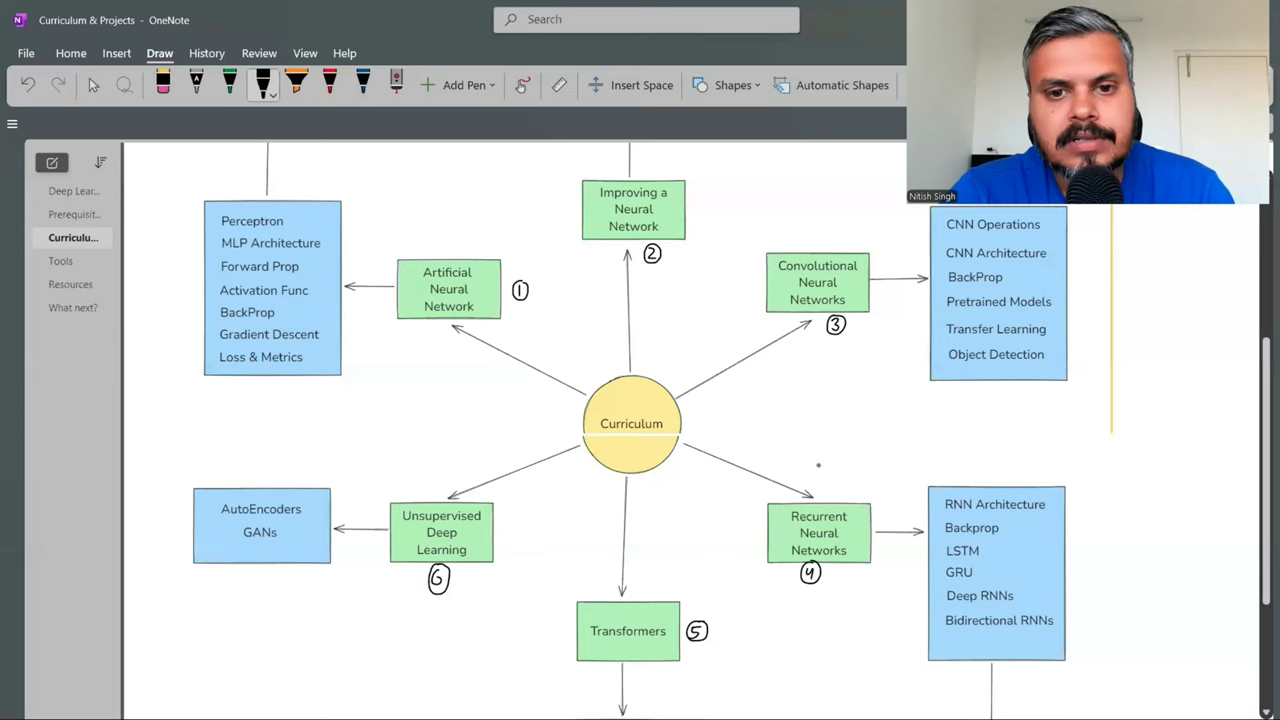 Curriculum & Projects - OneNote
Search
File Home Insert Draw History Review View Help
Add Pen Insert Space Shapes Automatic Shapes
Deep Lear...
Prerequisit...
Curriculu...
Tools
Resources
What next?
Nitish Singh
Improving a
Neural
Network
②
Perceptron
MLP Architecture
Forward Prop
Activation Func
BackProp
Gradient Descent
Loss & Metrics
Artificial
Neural
Network
①
Convolutional
Neural
Networks
③
CNN Operations
CNN Architecture
BackProp
Pretrained Models
Transfer Learning
Object Detection
Curriculum
AutoEncoders
GANs
Unsupervised
Deep
Learning
⑥
Recurrent
Neural
Networks
④
RNN Architecture
Backprop
LSTM
GRU
Deep RNNs
Bidirectional RNNs
Transformers
⑤